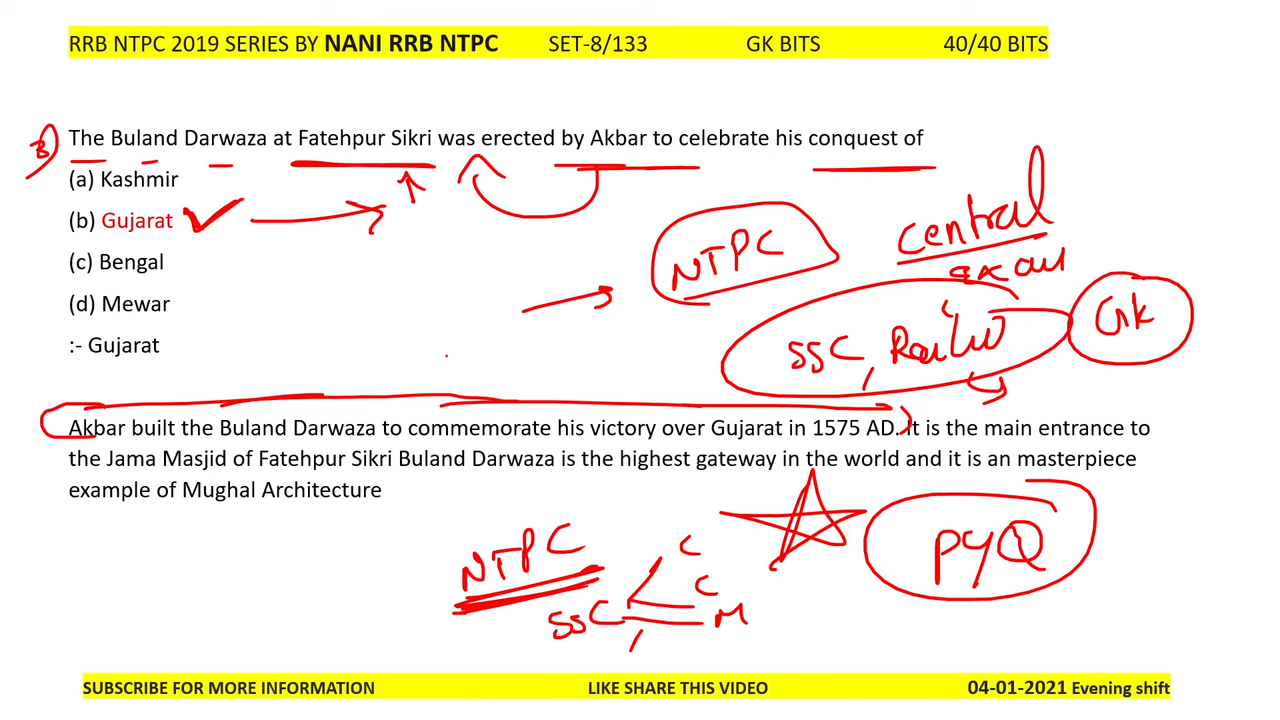 RRB NTPC 2019 SERIES BY NANI RRB NTPC SET-8/133 GK BITS 40/40 BITS
The Buland Darwaza at Fatehpur Sikri was erected by Akbar to celebrate his conquest of
(a) Kashmir
(b) Gujarat
(c) Bengal
(d) Mewar
:- Gujarat
NTPC
Central
SSC,
GK
Akbar built the Buland Darwaza to commemorate his victory over Gujarat in 1575 AD. It is the main entrance to
the Jama Masjid of Fatehpur Sikri Buland Darwaza is the highest gateway in the world and it is an masterpiece
example of Mughal Architecture
PYQ
NTPC
C
C
SSC M
SUBSCRIBE FOR MORE INFORMATION LIKE SHARE THIS VIDEO 04-01-2021 Evening shift